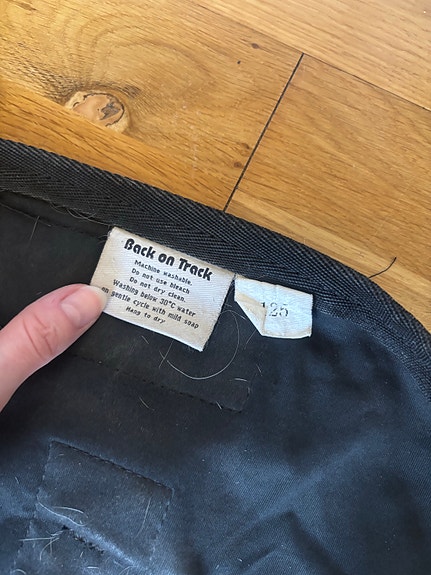 Back on Track
Machine washable.
Do not use bleach
Do not dry clean.
Washing below 30°C water
on gentle cycle with mild soap
Hang to dry
125